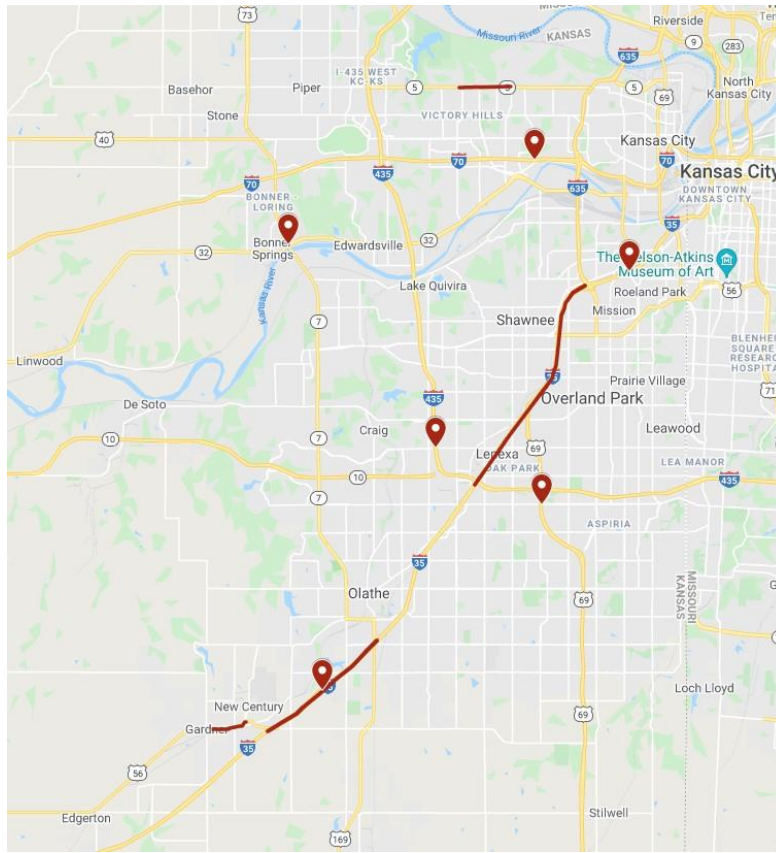 73
Missouri River
KANSAS
Riverside
Ten
9
283
I-435 WEST
KC-KS
635
Basehor
Piper
5
5
5
North
Kansas City
69
Stone
VICTORY HILLS
40
Kansas City
70
70
435
635
Kansas City
70
BONNER -
LORING
DOWNTOWN
KANSAS CITY
35
32
Bonner
Springs
Edwardsville
32
The Nelson-Atkins
Museum of Art
Kansas River
Lake Quivira
Roeland Park
56
Shawnee
Mission
7
BLENHEIM
SQUARE
RESEARCH
HOSPITAL
Linwood
Prairie Village
71
De Soto
435
Overland Park
Craig
Leawood
10
7
69
Lenexa
OAK PARK
LEA MANOR
10
435
7
ASPIRIA
35
Olathe
69
MISSOURI
KANSAS
G
New Century
Loch Lloyd
Gardner
69
35
56
Edgerton
Stilwell
169